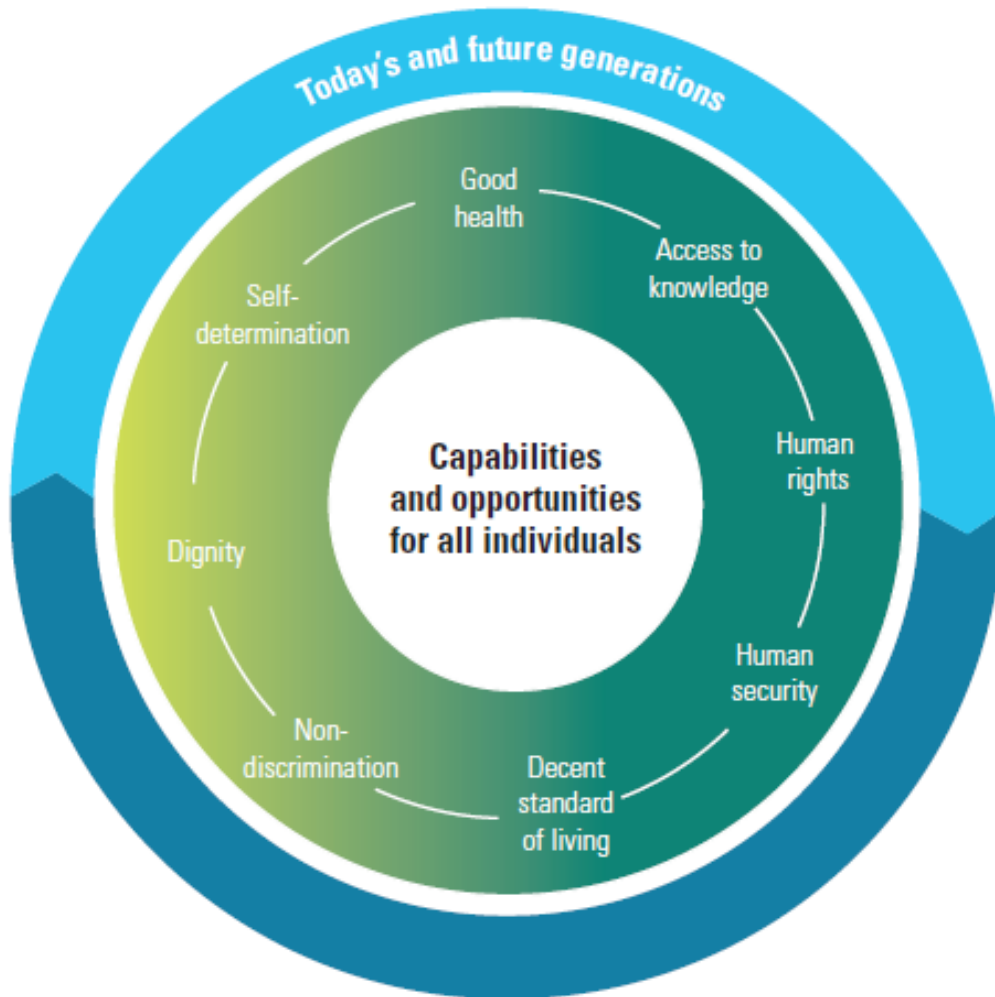 Today's and future generations
Good
health
Access to
knowledge
Human
rights
Human
security
Decent
standard
of living
Non-
discrimination
Dignity
Self-
determination
Capabilities
and opportunities
for all individuals